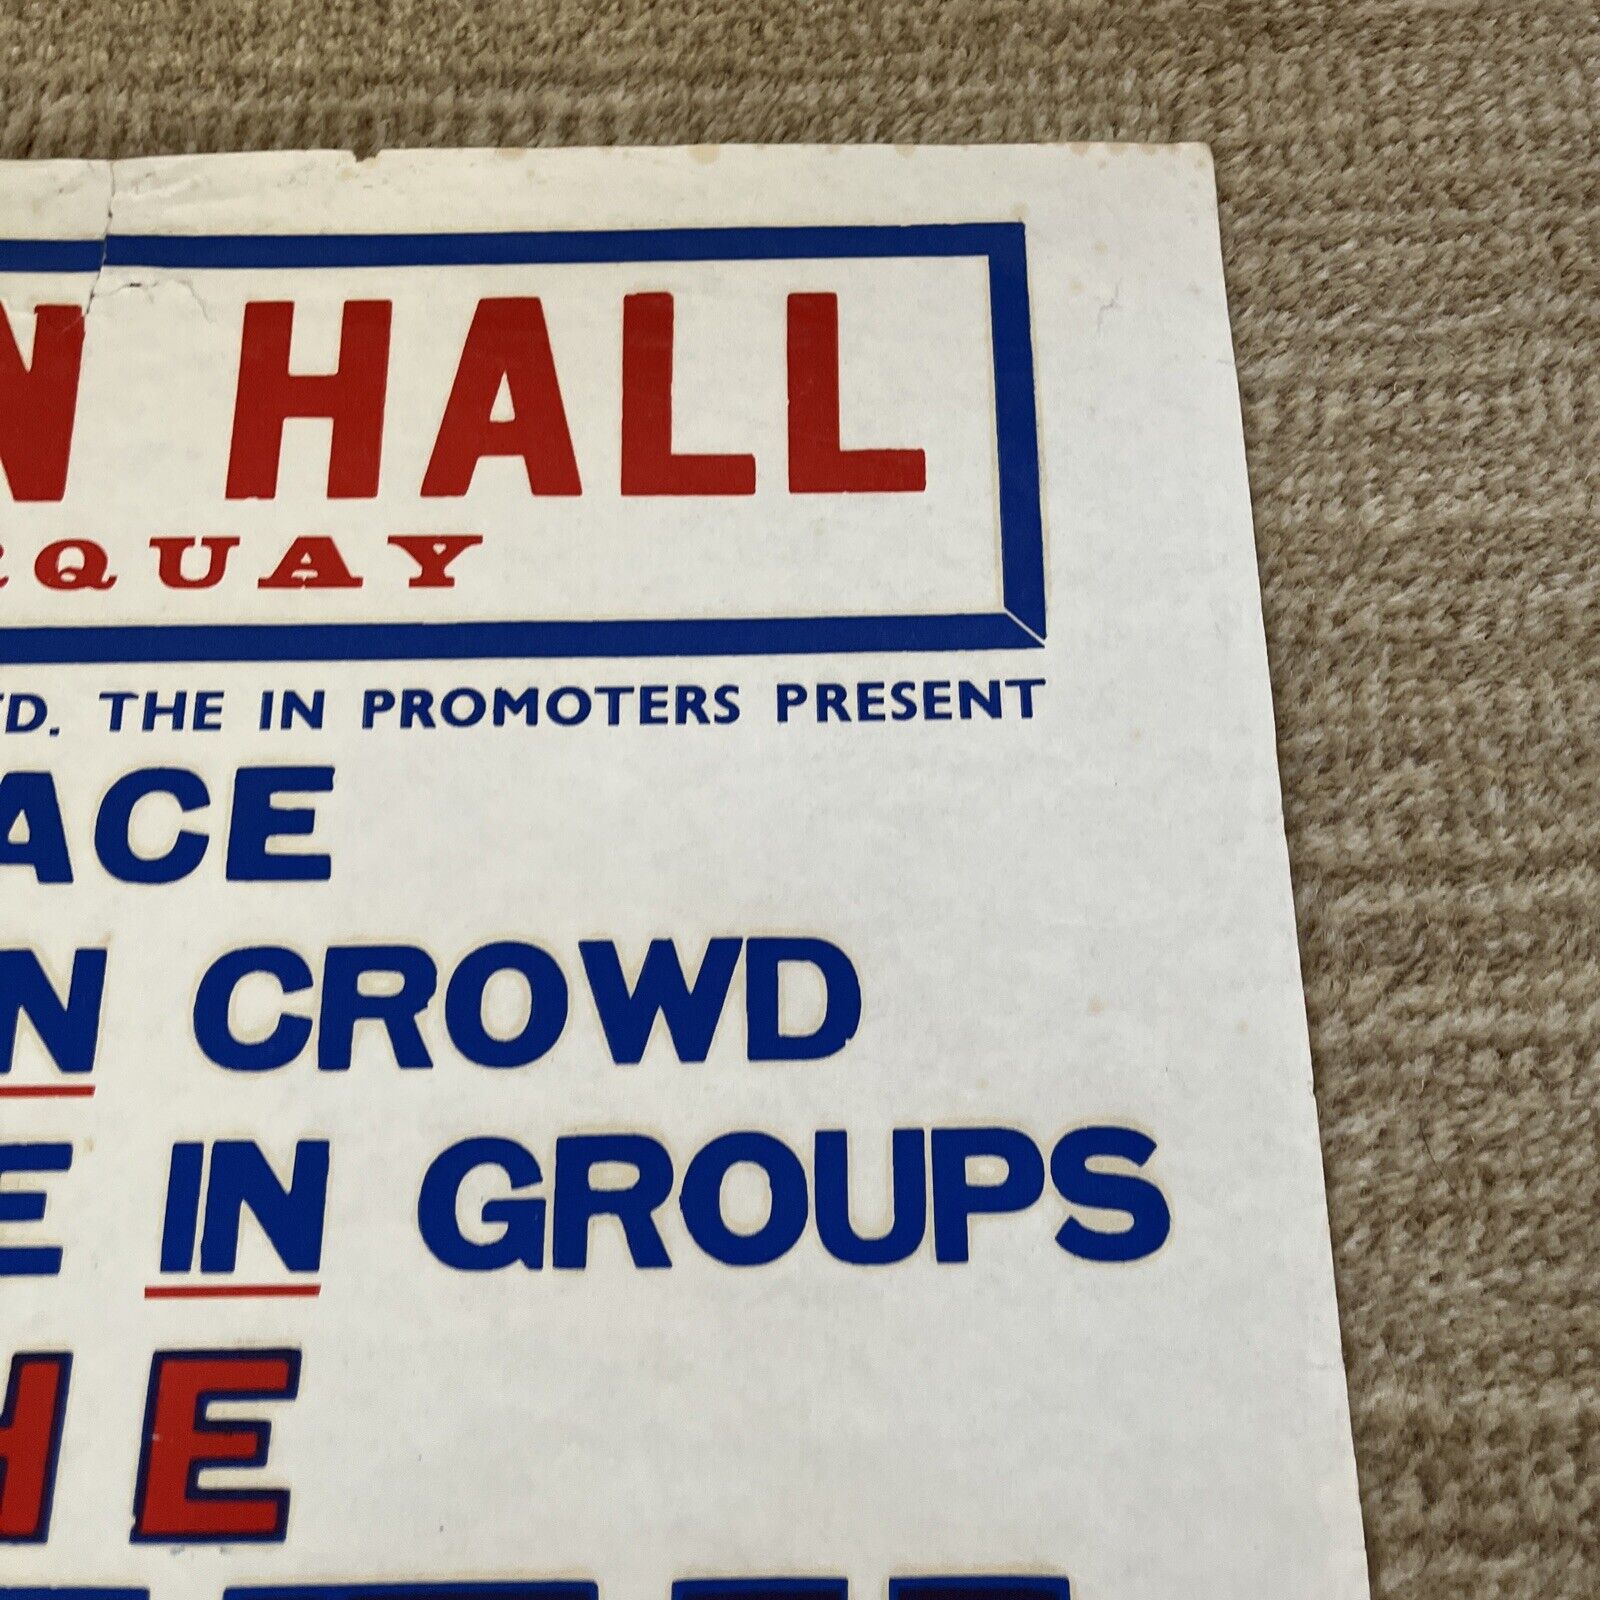 N HALL
RQUAY
TD. THE IN PROMOTERS PRESENT
ACE
N CROWD
E IN GROUPS
HE